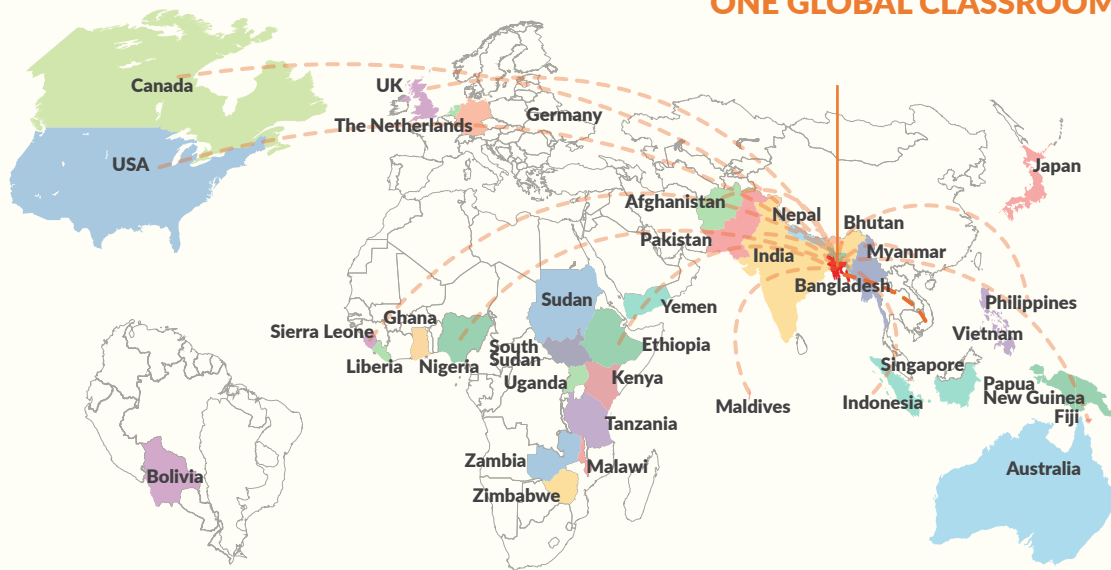 ONE GLOBAL CLASSROOM
Canada
UK
The Netherlands
Germany
USA
Japan
Afghanistan
Nepal
Bhutan
Pakistan
India
Myanmar
Bangladesh
Sudan
Yemen
Philippines
Ghana
Sierra Leone
Vietnam
Liberia
Nigeria
South
Sudan
Ethiopia
Singapore
Uganda
Kenya
Papua
New Guinea
Maldives
Indonesia
Fiji
Tanzania
Zambia
Malawi
Australia
Bolivia
Zimbabwe